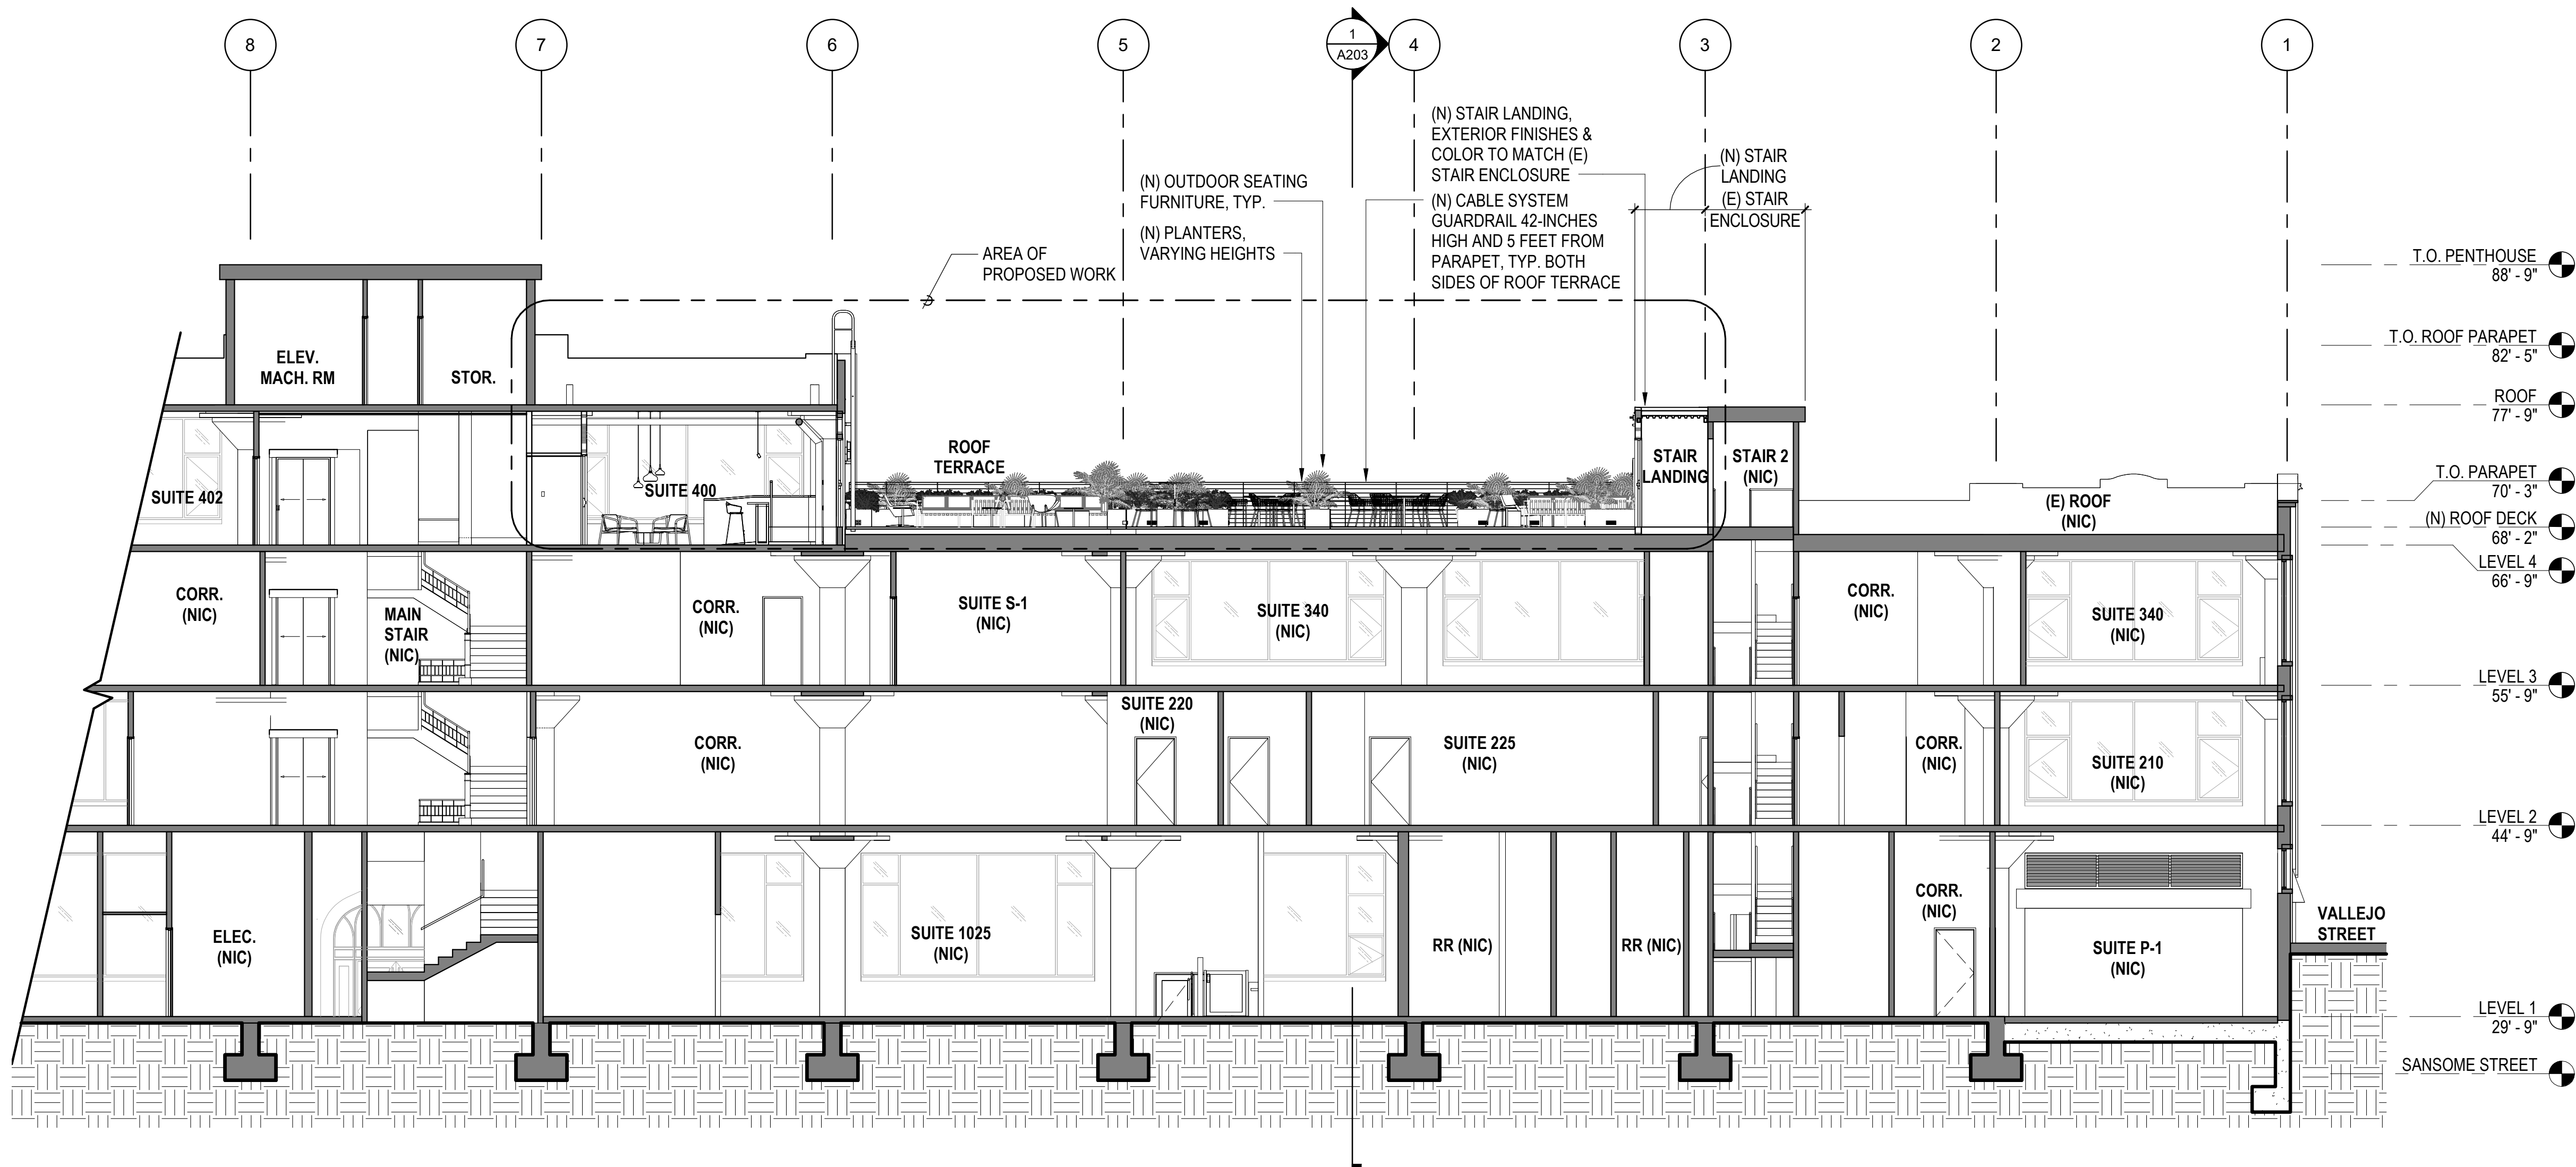 8
7
6
5
1
A203
4
3
2
1
(N) STAIR LANDING,
EXTERIOR FINISHES &
COLOR TO MATCH (E)
STAIR ENCLOSURE
(N) CABLE SYSTEM
GUARDRAIL 42-INCHES
HIGH AND 5 FEET FROM
PARAPET, TYP. BOTH
SIDES OF ROOF TERRACE
(N) STAIR
LANDING
(E) STAIR
ENCLOSURE
(N) OUTDOOR SEATING
FURNITURE, TYP.
(N) PLANTERS,
VARYING HEIGHTS
AREA OF
PROPOSED WORK
T.O. PENTHOUSE
88' - 9"
T.O. ROOF PARAPET
82' - 5"
ROOF
77' - 9"
T.O. PARAPET
70' - 3"
(N) ROOF DECK
68' - 2"
LEVEL 4
66' - 9"
LEVEL 3
55' - 9"
LEVEL 2
44' - 9"
LEVEL 1
29' - 9"
SANSOME STREET
ELEV.
MACH. RM
STOR.
SUITE 402
SUITE 400
ROOF
TERRACE
STAIR
LANDING
STAIR 2
(NIC)
(E) ROOF
(NIC)
CORR.
(NIC)
MAIN
STAIR
(NIC)
CORR.
(NIC)
SUITE S-1
(NIC)
SUITE 340
(NIC)
CORR.
(NIC)
SUITE 340
(NIC)
CORR.
(NIC)
SUITE 220
(NIC)
SUITE 225
(NIC)
CORR.
(NIC)
SUITE 210
(NIC)
ELEC.
(NIC)
SUITE 1025
(NIC)
RR (NIC)
RR (NIC)
CORR.
(NIC)
SUITE P-1
(NIC)
VALLEJO
STREET